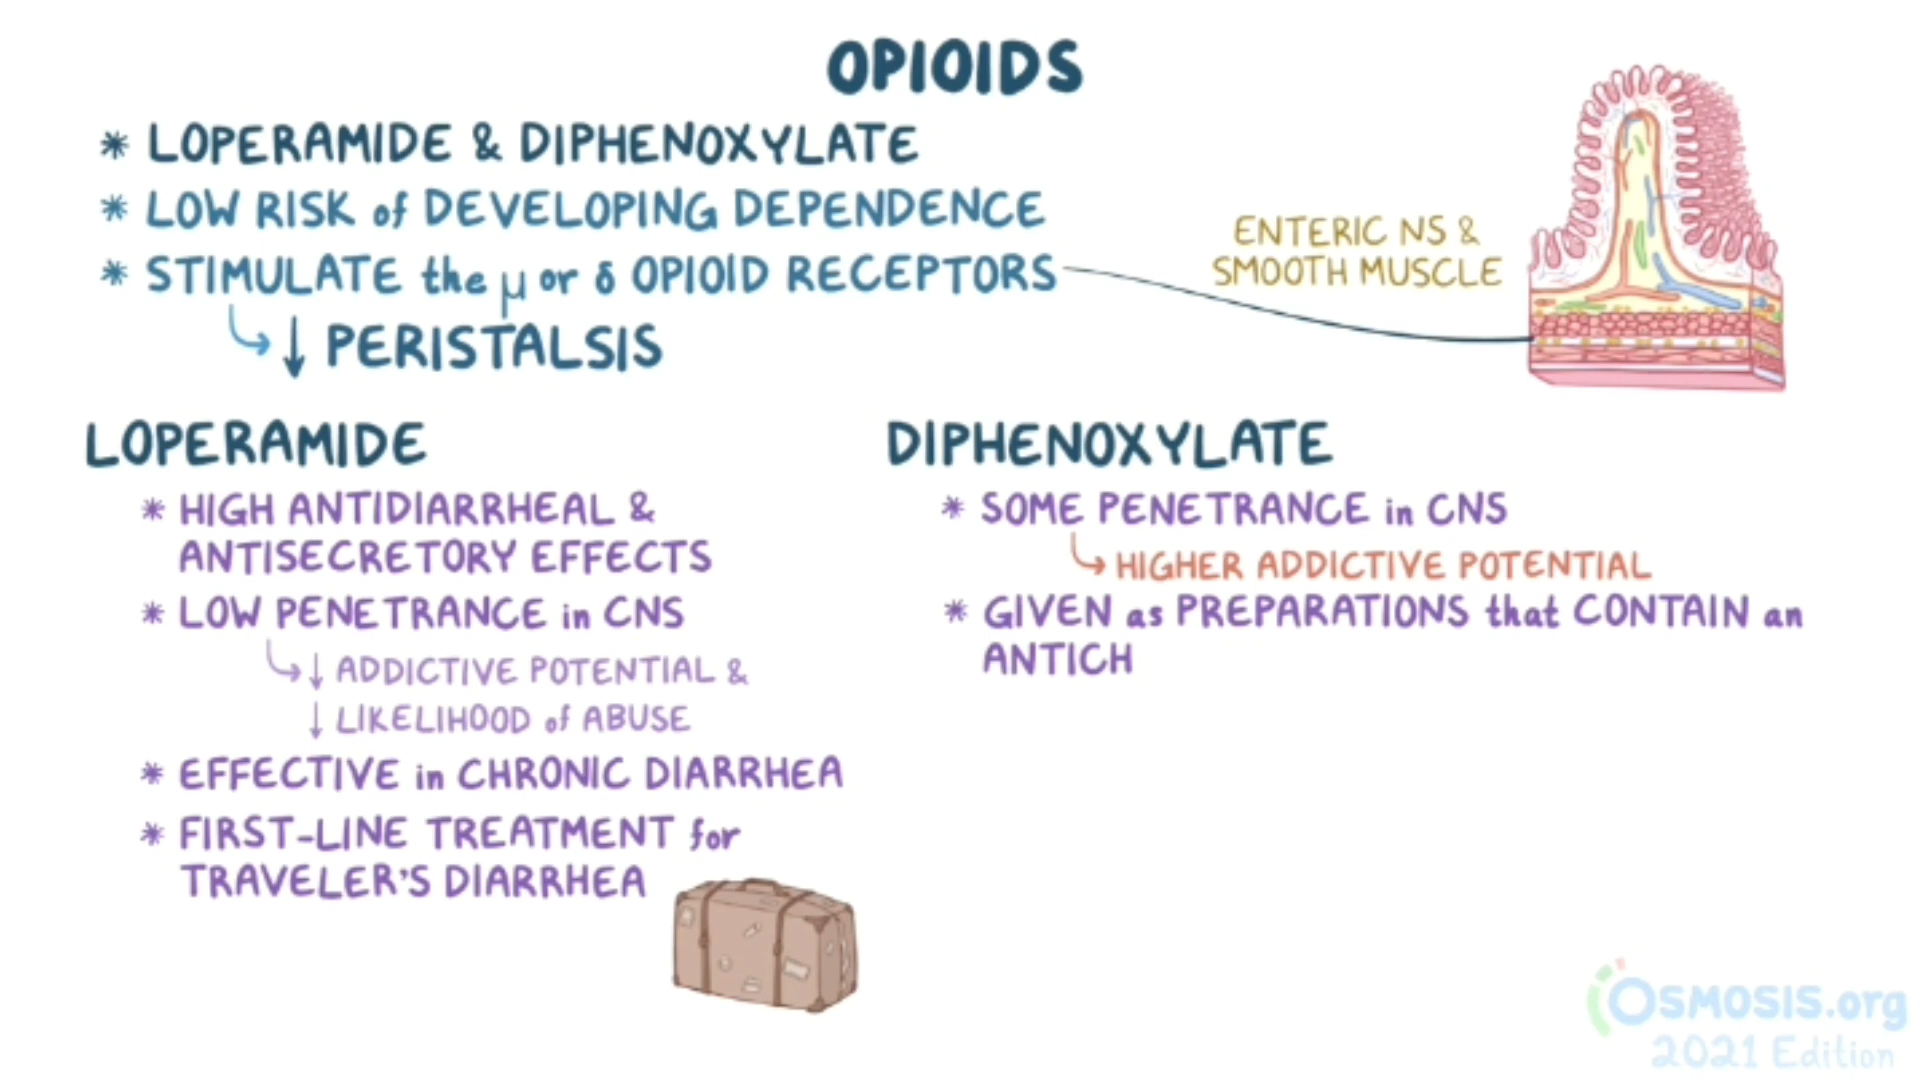 OPIOIDS
* LOPERAMIDE & DIPHENOXYLATE
* LOW RISK of DEVELOPING DEPENDENCE
* STIMULATE the μ or δ OPIOID RECEPTORS
↓ PERISTALSIS
ENTERIC NS &
SMOOTH MUSCLE
LOPERAMIDE
* HIGH ANTIDIARRHEAL &
ANTISECRETORY EFFECTS
* LOW PENETRANCE in CNS
↓ ADDICTIVE POTENTIAL &
↓ LIKELIHOOD of ABUSE
* EFFECTIVE in CHRONIC DIARRHEA
* FIRST-LINE TREATMENT for
TRAVELER'S DIARRHEA
DIPHENOXYLATE
* SOME PENETRANCE in CNS
HIGHER ADDICTIVE POTENTIAL
* GIVEN as PREPARATIONS that CONTAIN an
ANTICH
OSMOSIS.org
2021 Edition